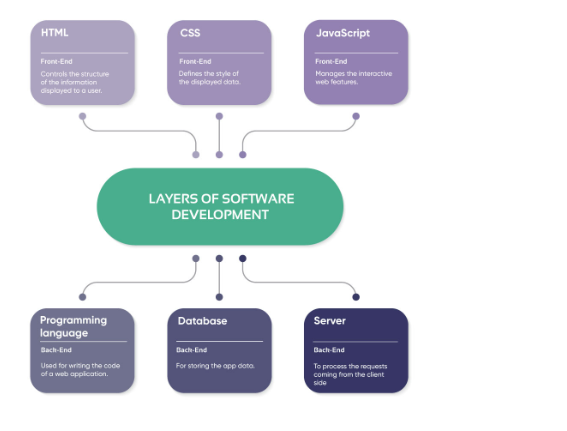 HTML
Front-End
Controls the structure
of the information
displayed to a user.
CSS
Front-End
Defines the style of
the displayed data.
JavaScript
Front-End
Manages the interactive
web features.
LAYERS OF SOFTWARE
DEVELOPMENT
Programming
language
Bach-End
Used for writing the code
of a web application.
Database
Bach-End
For storing the app data.
Server
Bach-End
To process the requests
coming from the client
side